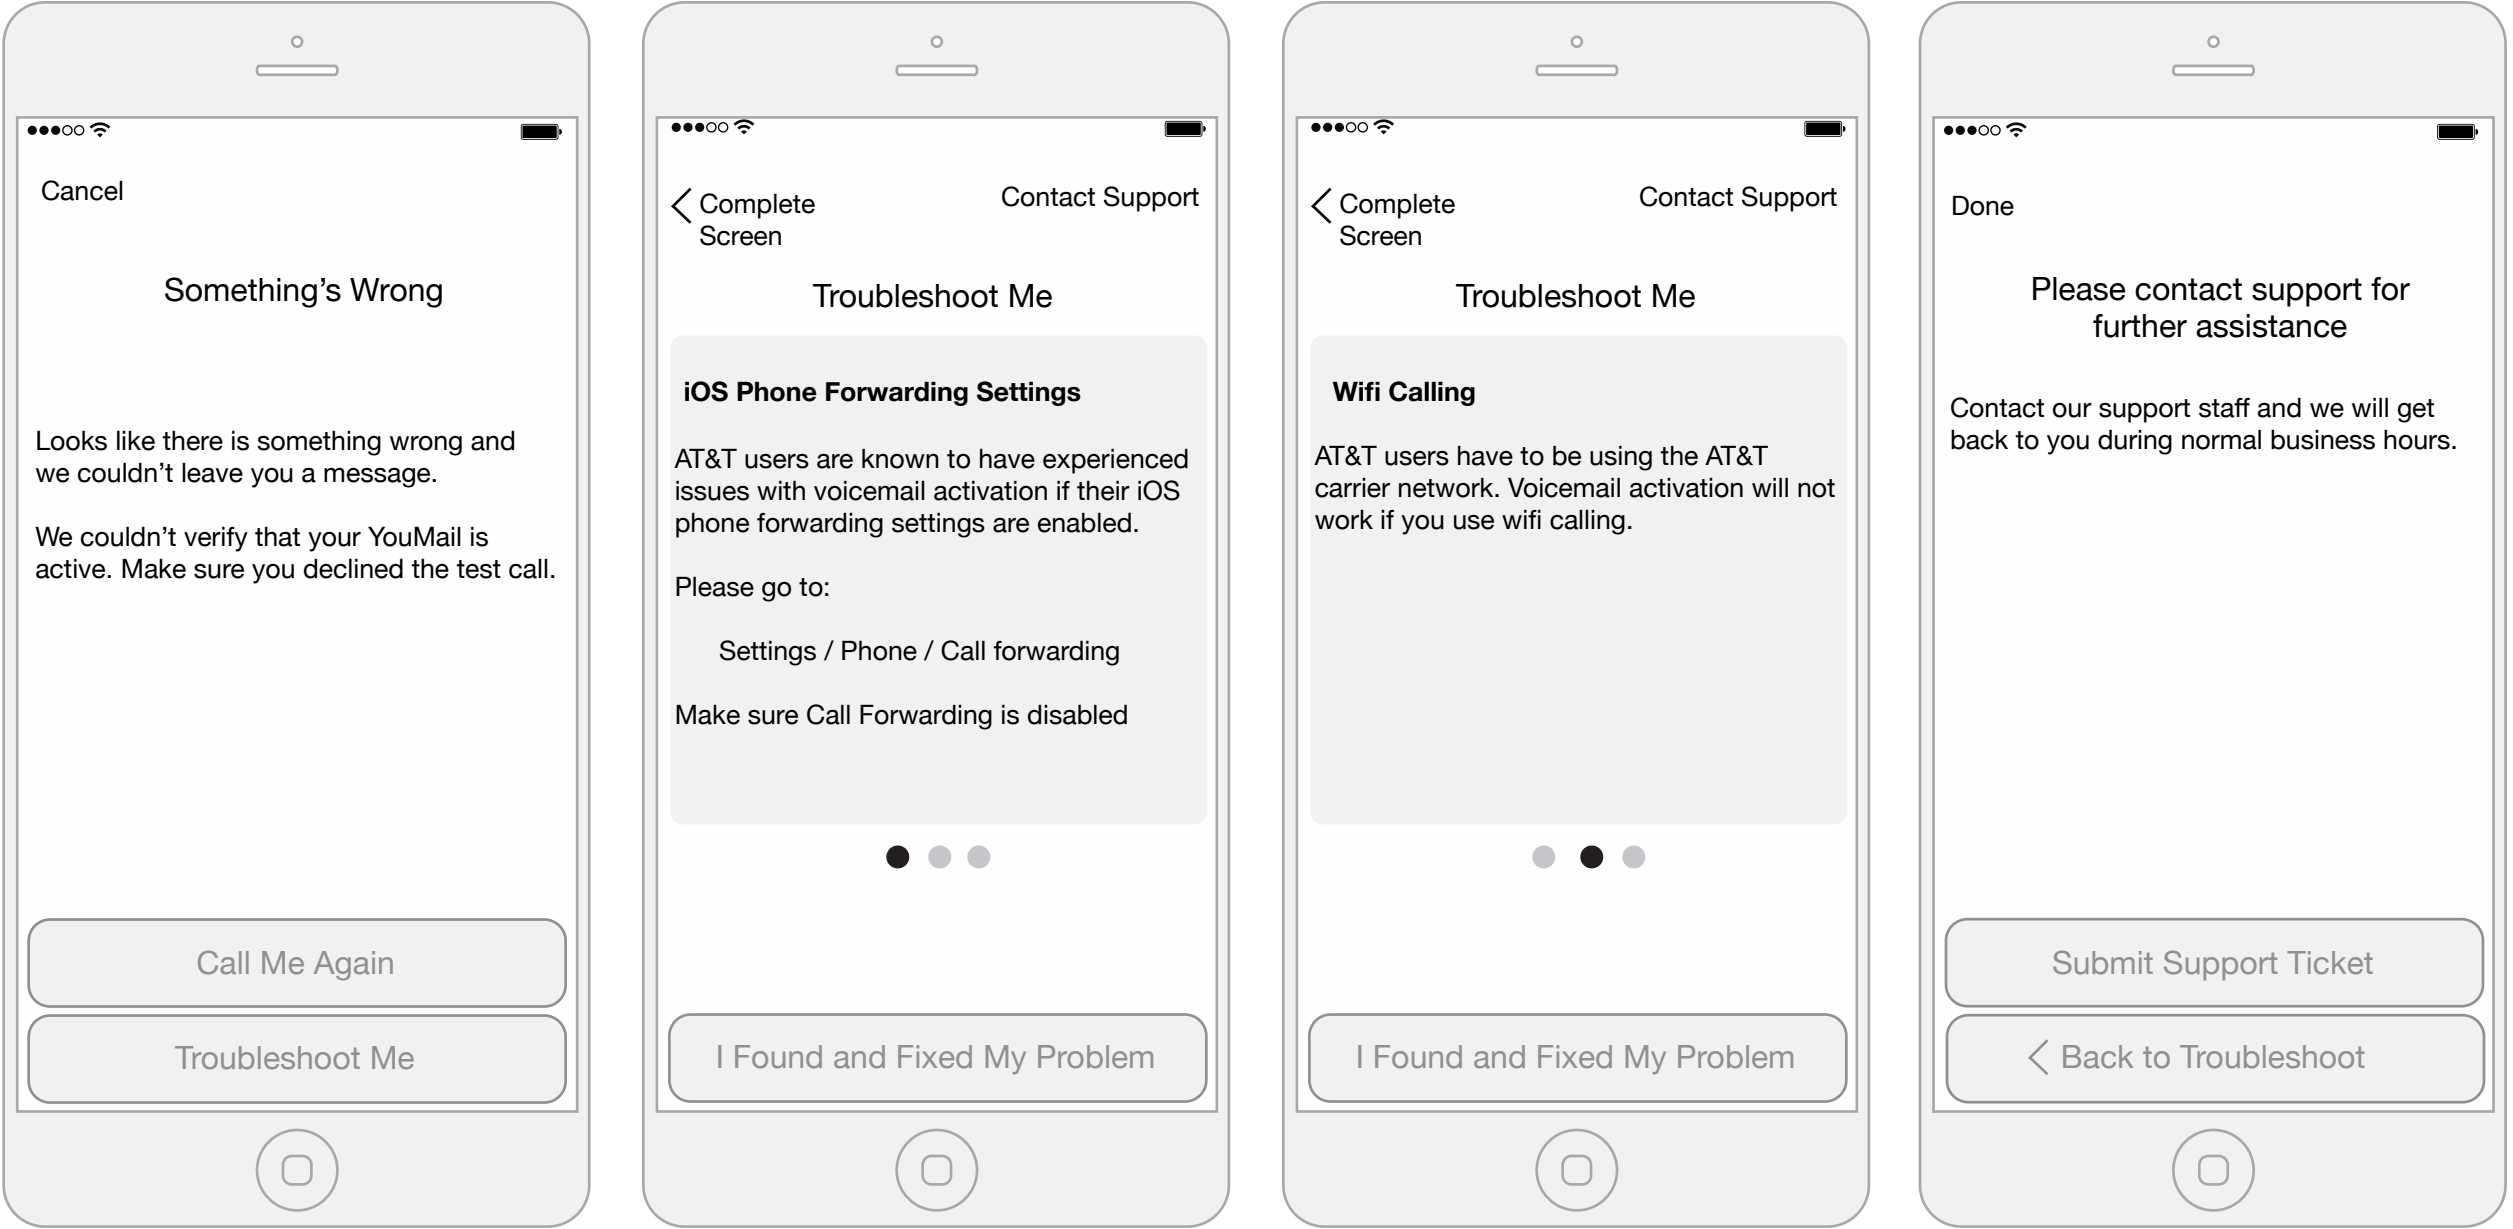 Cancel
Something’s Wrong
Looks like there is something wrong and
we couldn’t leave you a message.
We couldn’t verify that your YouMail is
active. Make sure you declined the test call.
Call Me Again
Troubleshoot Me
Complete
Screen
Contact Support
Troubleshoot Me
iOS Phone Forwarding Settings
AT&T users are known to have experienced
issues with voicemail activation if their iOS
phone forwarding settings are enabled.
Please go to:
Settings / Phone / Call forwarding
Make sure Call Forwarding is disabled
I Found and Fixed My Problem
Complete
Screen
Contact Support
Troubleshoot Me
Wifi Calling
AT&T users have to be using the AT&T
carrier network. Voicemail activation will not
work if you use wifi calling.
I Found and Fixed My Problem
Done
Please contact support for
further assistance
Contact our support staff and we will get
back to you during normal business hours.
Submit Support Ticket
Back to Troubleshoot